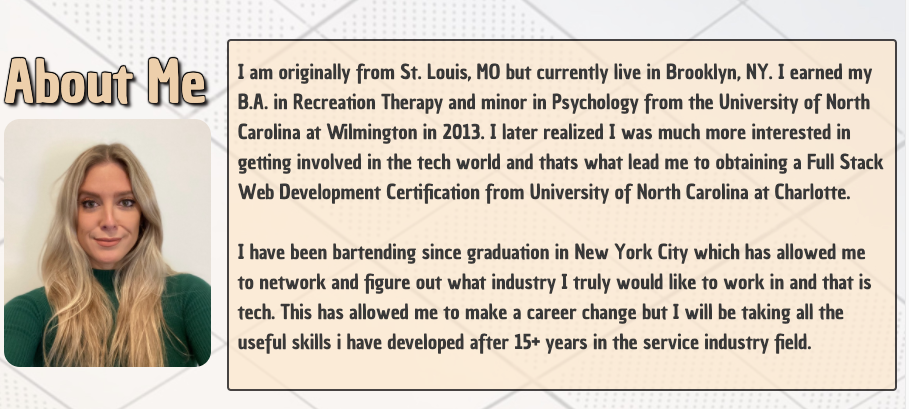 About Me
I am originally from St. Louis, MO but currently live in Brooklyn, NY. I earned my
B.A. in Recreation Therapy and minor in Psychology from the University of North
Carolina at Wilmington in 2013. I later realized I was much more interested in
getting involved in the tech world and thats what lead me to obtaining a Full Stack
Web Development Certification from University of North Carolina at Charlotte.
I have been bartending since graduation in New York City which has allowed me
to network and figure out what industry I truly would like to work in and that is
tech. This has allowed me to make a career change but I will be taking all the
useful skills i have developed after 15+ years in the service industry field.